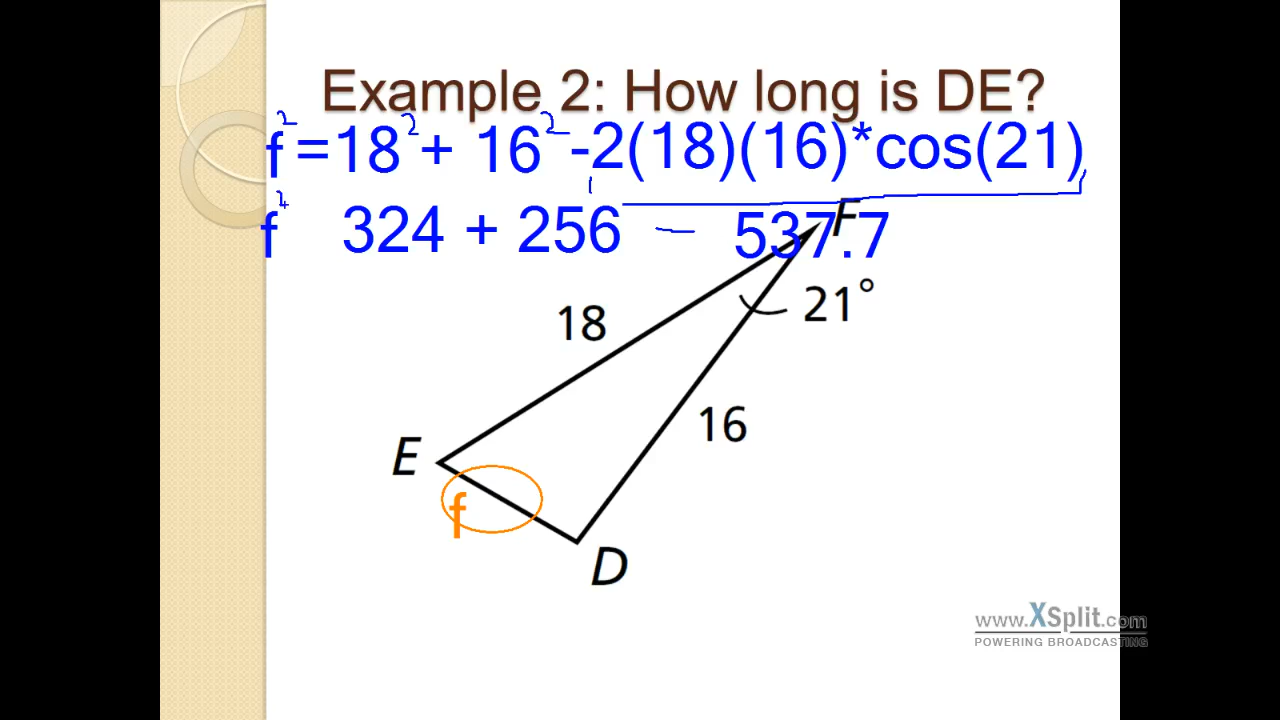 Example 2: How long is DE?
f²=18²+ 16² -2(18)(16)*cos(21)
f² 324 + 256 – 537.7
F
21°
18
16
E
f
D
www.XSplit.com
POWERING BROADCASTING